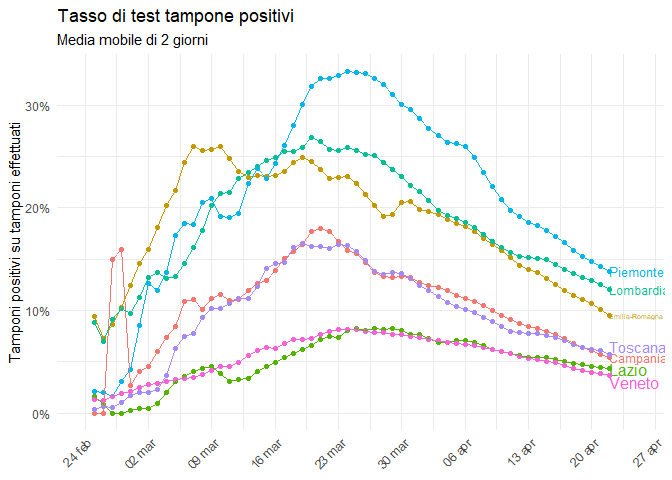 Tasso di test tampone positivi
Media mobile di 2 giorni
Tamponi positivi su tamponi effettuati
30%
20%
10%
0%
Piemonte
Lombardia
Emilia-Romagna
Toscana
Campania
Lazio
Veneto
24 feb
02 mar
09 mar
16 mar
23 mar
30 mar
06 apr
13 apr
20 apr
27 apr